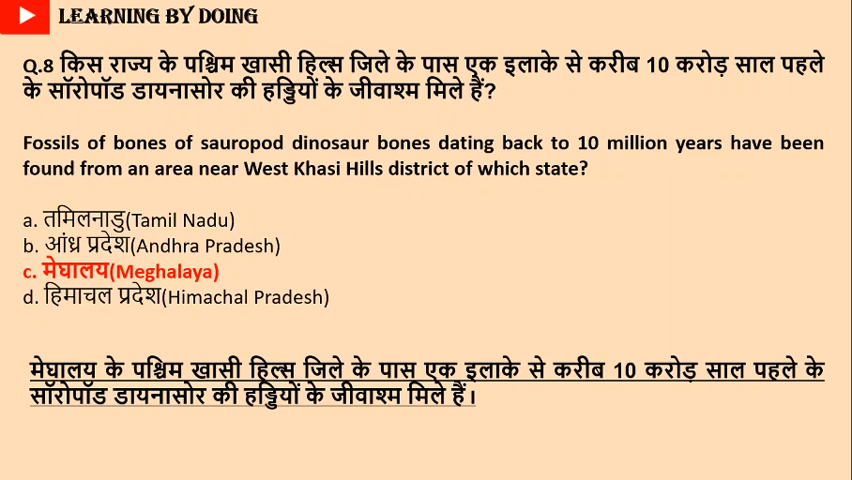 LEARNING BY DOING
Q.8 किस राज्य के पश्चिम खासी हिल्स जिले के पास एक इलाके से करीब 10 करोड़ साल पहले
के सॉरोपॉड डायनासोर की हड्डियों के जीवाश्म मिले हैं?
Fossils of bones of sauropod dinosaur bones dating back to 10 million years have been
found from an area near West Khasi Hills district of which state?
a. तमिलनाडु(Tamil Nadu)
b. आंध्र प्रदेश(Andhra Pradesh)
c. मेघालय(Meghalaya)
d. हिमाचल प्रदेश(Himachal Pradesh)
मेघालय के पश्चिम खासी हिल्स जिले के पास एक इलाके से करीब 10 करोड़ साल पहले के
सॉरोपॉड डायनासोर की हड्डियों के जीवाश्म मिले हैं।